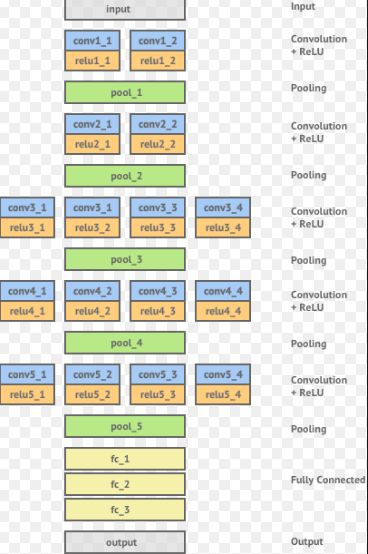 input Input
conv1_1 conv1_2 Convolution
relu1_1 relu1_2 + ReLU
pool_1 Pooling
conv2_1 conv2_2 Convolution
relu2_1 relu2_2 + ReLU
pool_2 Pooling
conv3_1 conv3_1 conv3_3 conv3_4 Convolution
relu3_1 relu3_2 relu3_3 relu3_4 + ReLU
pool_3 Pooling
conv4_1 conv4_2 conv4_3 conv4_4 Convolution
relu4_1 relu4_2 relu4_3 relu4_4 + ReLU
pool_4 Pooling
conv5_1 conv5_2 conv5_3 conv5_4 Convolution
relu5_1 relu5_2 relu5_3 relu5_4 + ReLU
pool_5 Pooling
fc_1
fc_2 Fully Connected
fc_3
output Output